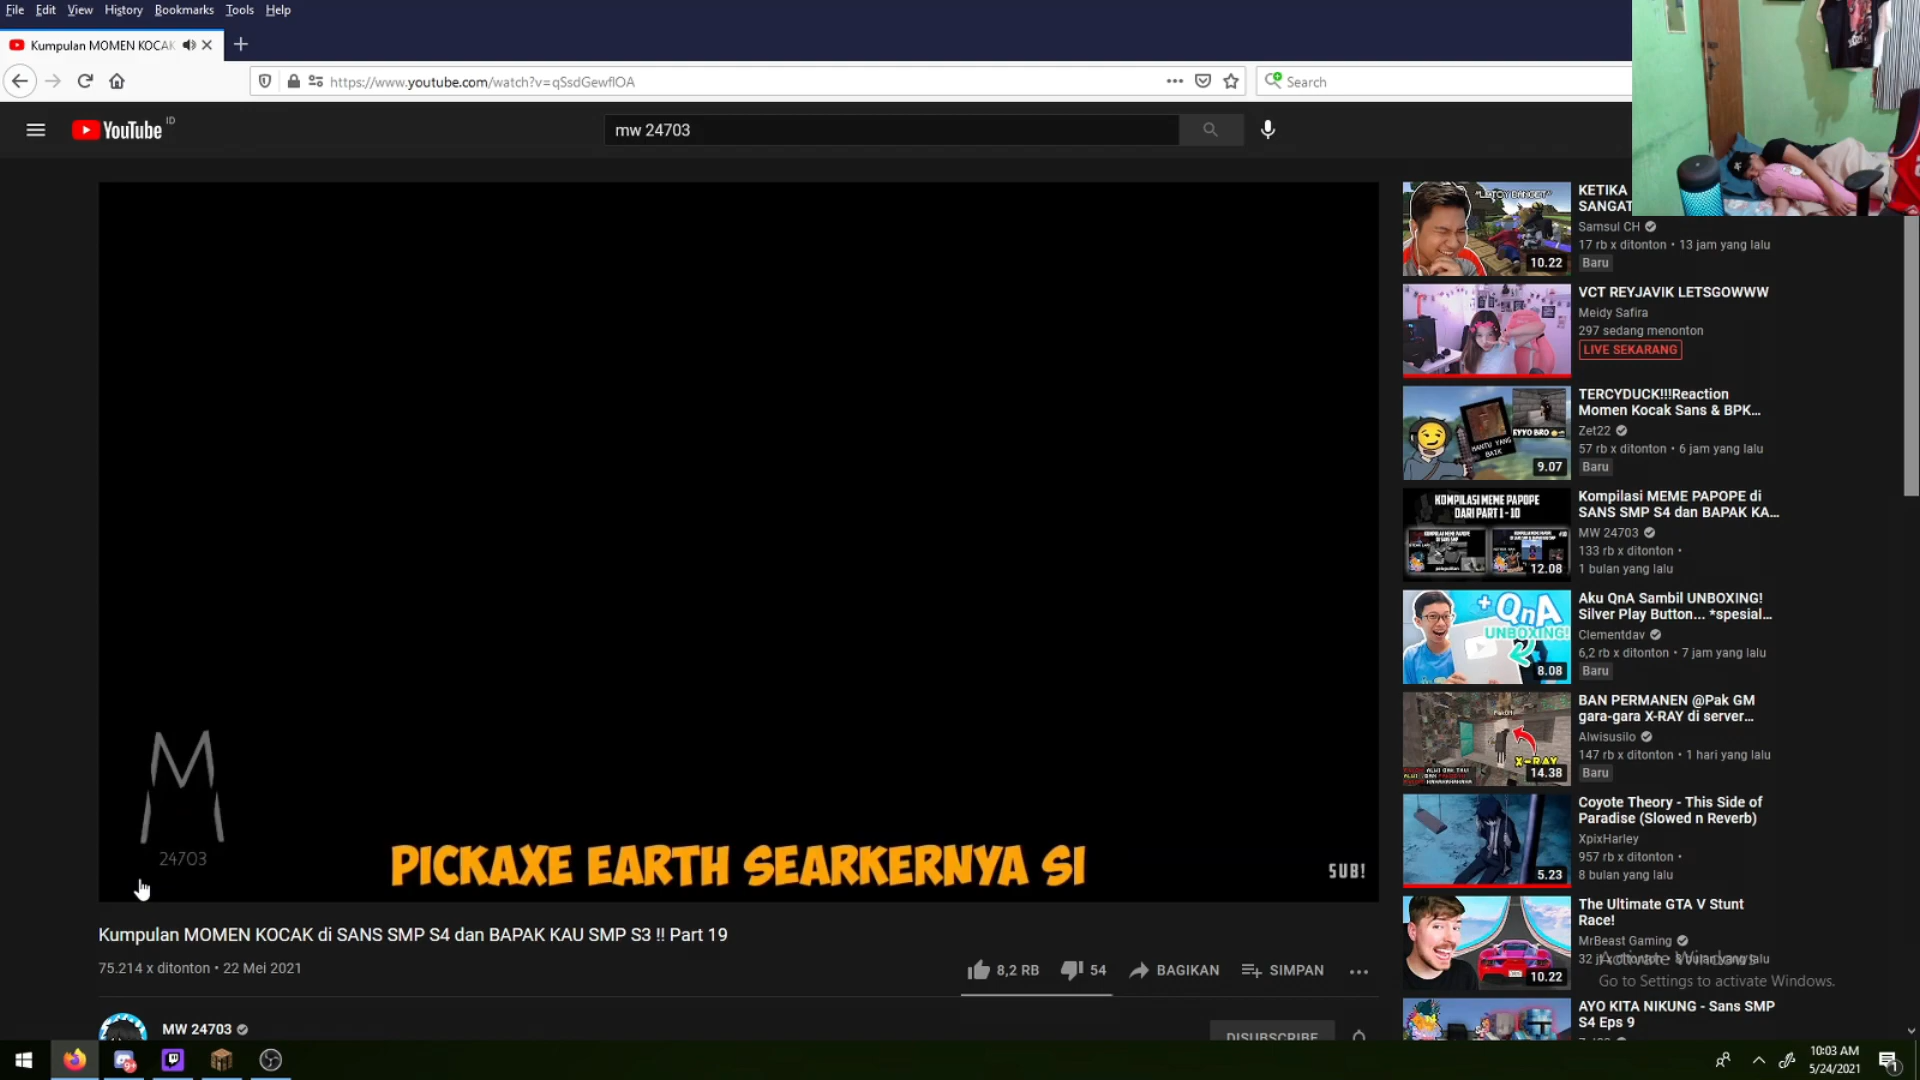 File Edit View History Bookmarks Tools Help
Kumpulan MOMEN KOCAK
https://www.youtube.com/watch?v=qSsdGewflOA
Search
YouTube ID
mw 24703
M
24703
PICKAXE EARTH SEARKERNYA SI
SUB!
Kumpulan MOMEN KOCAK di SANS SMP S4 dan BAPAK KAU SMP S3 !! Part 19
75.214 x ditonton • 22 Mei 2021
8,2 RB 54 BAGIKAN SIMPAN
MW 24703
DISUBSCRIBE
10.22
KETIKA
SANGAT
Samsul CH
17 rb x ditonton • 13 jam yang lalu
Baru
VCT REYJAVIK LETSGOWWW
Meidy Safira
297 sedang menonton
LIVE SEKARANG
EYYO BRO
HANTU YANG
BAIK
9.07
TERCYDUCK!!!Reaction
Momen Kocak Sans & BPK...
Zet22
57 rb x ditonton • 6 jam yang lalu
Baru
KOMPILASI MEME PAPOPE
DARI PART 1 - 10
12.08
Kompilasi MEME PAPOPE di
SANS SMP S4 dan BAPAK KA...
MW 24703
133 rb x ditonton •
1 bulan yang lalu
+ QnA
UNBOXING!
8.08
Aku QnA Sambil UNBOXING!
Silver Play Button... *spesial...
Clementdav
6,2 rb x ditonton • 7 jam yang lalu
Baru
X-RAY
14.38
BAN PERMANEN @Pak GM
gara-gara X-RAY di server...
Alwisusilo
147 rb x ditonton • 1 hari yang lalu
Baru
5.23
Coyote Theory - This Side of
Paradise (Slowed n Reverb)
XpixHarley
957 rb x ditonton •
8 bulan yang lalu
10.22
The Ultimate GTA V Stunt
Race!
MrBeast Gaming
Activate Windows
Go to Settings to activate Windows.
AYO KITA NIKUNG - Sans SMP
S4 Eps 9
10:03 AM
5/24/2021